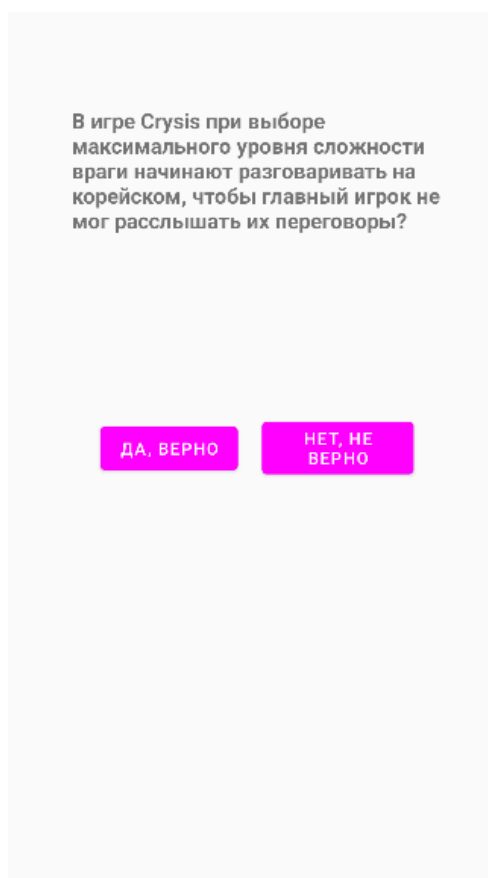 В игре Crysis при выборе
максимального уровня сложности
враги начинают разговаривать на
корейском, чтобы главный игрок не
мог расслышать их переговоры?
ДА, ВЕРНО
НЕТ, НЕ
ВЕРНО